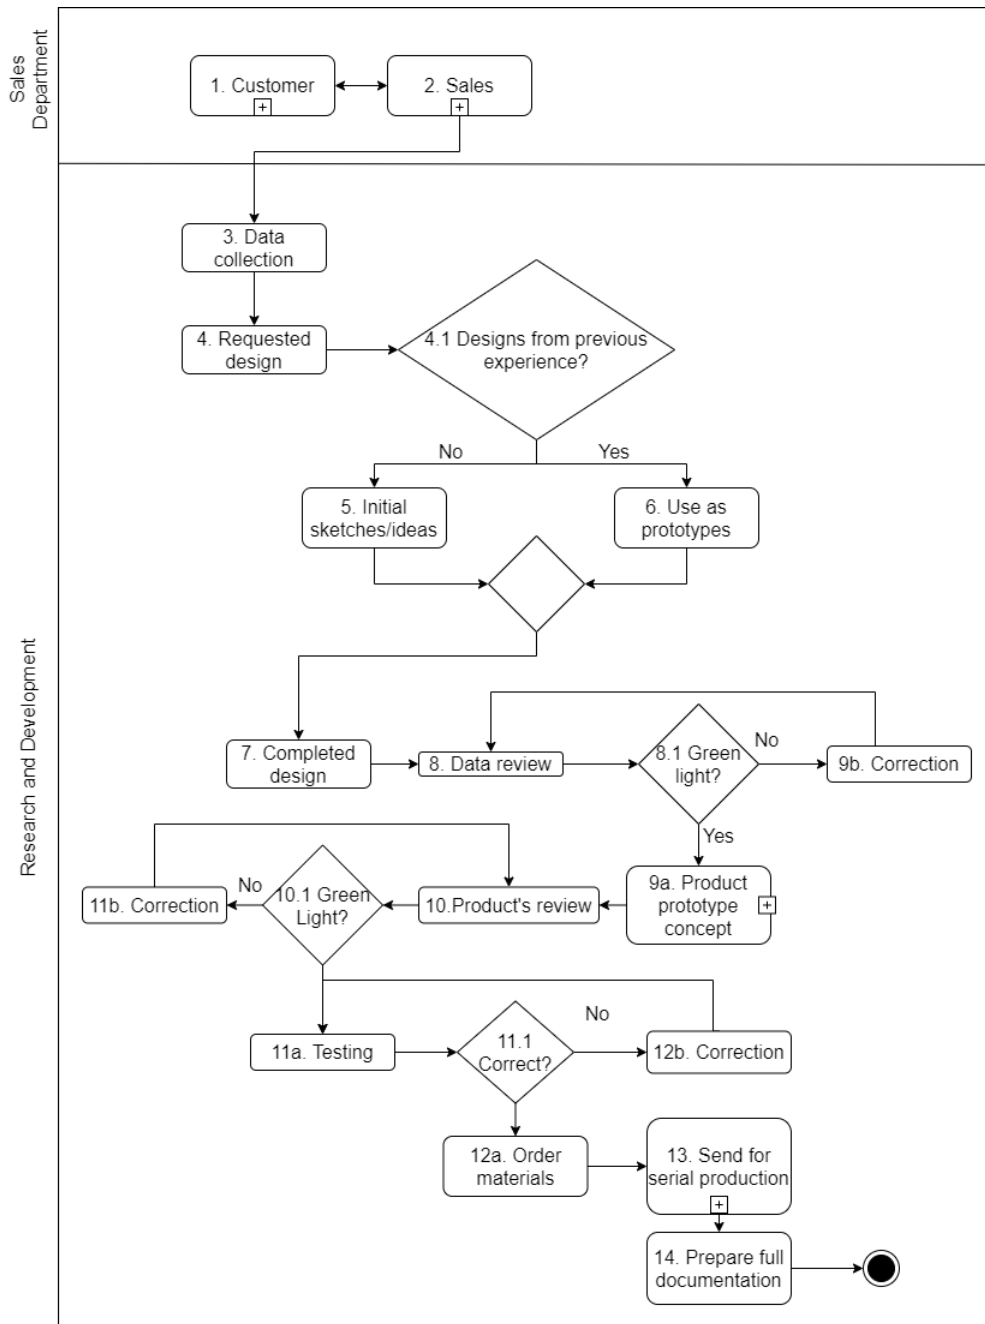 Sales
Department
1. Customer
2. Sales
3. Data
collection
4. Requested
design
4.1 Designs from previous
experience?
No
Yes
5. Initial
sketches/ideas
6. Use as
prototypes
Research and Development
7. Completed
design
8. Data review
8.1 Green
light?
No
9b. Correction
Yes
9a. Product
prototype
concept
10.Product's review
10.1 Green
Light?
No
11b. Correction
11a. Testing
11.1
Correct?
No
12b. Correction
12a. Order
materials
13. Send for
serial production
14. Prepare full
documentation